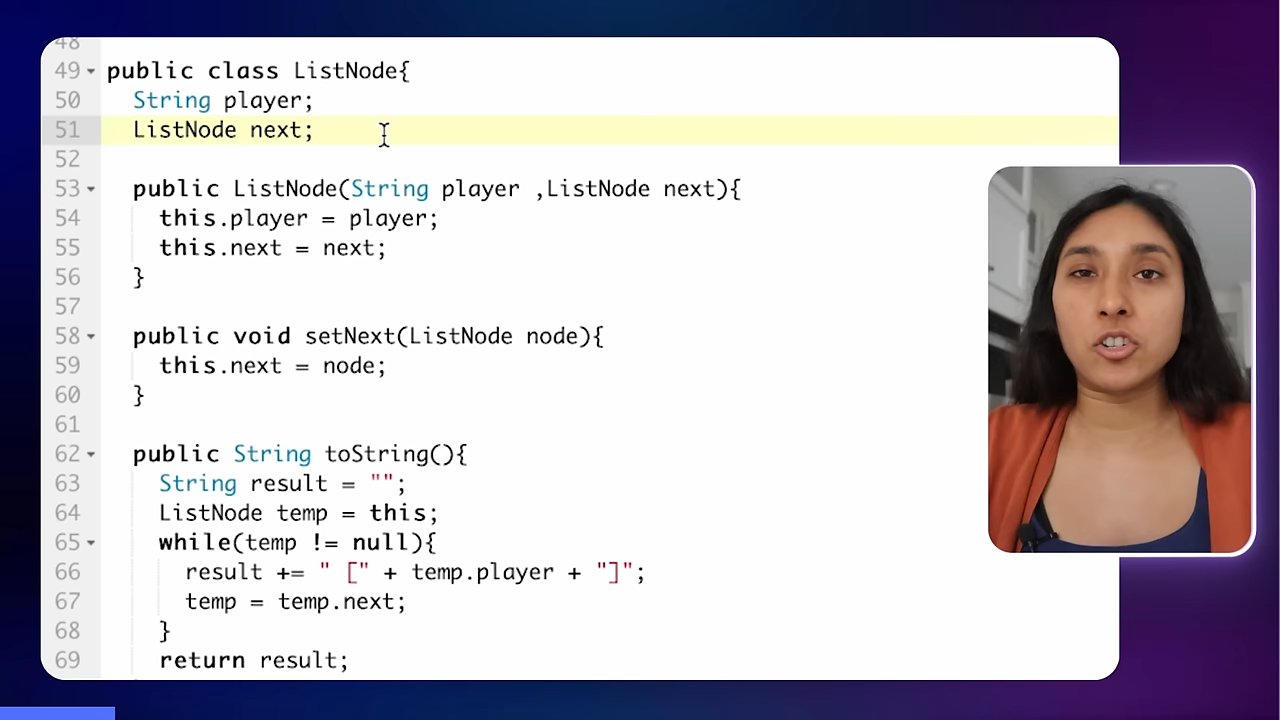 48
49 public class ListNode{
50 String player;
51 ListNode next;
52
53 public ListNode(String player ,ListNode next){
54 this.player = player;
55 this.next = next;
56 }
57
58 public void setNext(ListNode node){
59 this.next = node;
60 }
61
62 public String toString(){
63 String result = "";
64 ListNode temp = this;
65 while(temp != null){
66 result += " [" + temp.player + "]";
67 temp = temp.next;
68 }
69 return result;